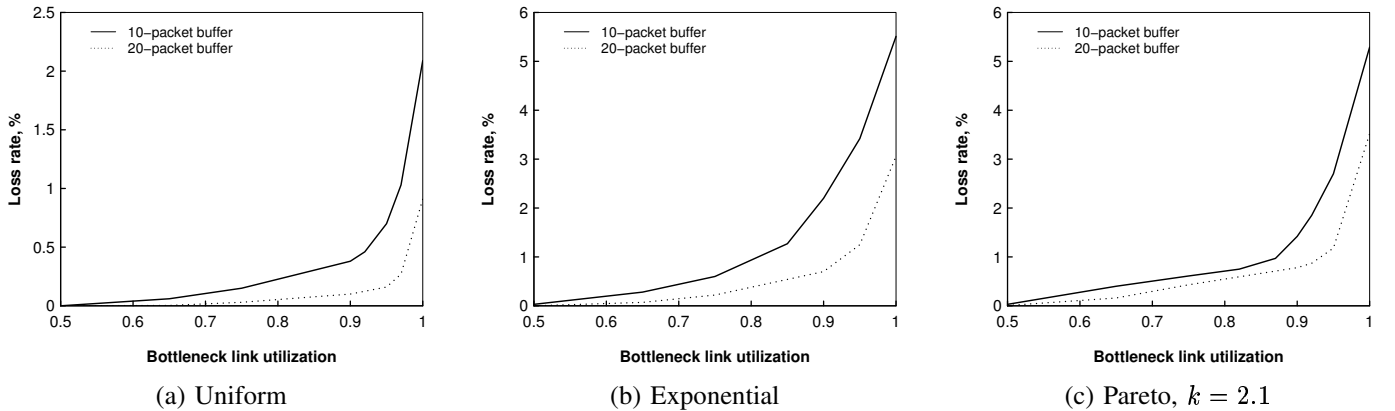 2.5
2
1.5
1
0.5
0
0.5 0.6 0.7 0.8 0.9 1
Loss rate, %
Bottleneck link utilization
10−packet buffer
20−packet buffer
(a) Uniform
6
5
4
3
2
1
0
0.5 0.6 0.7 0.8 0.9 1
Loss rate, %
Bottleneck link utilization
10−packet buffer
20−packet buffer
(b) Exponential
6
5
4
3
2
1
0
0.5 0.6 0.7 0.8 0.9 1
Loss rate, %
Bottleneck link utilization
10−packet buffer
20−packet buffer
(c) Pareto, k = 2.1